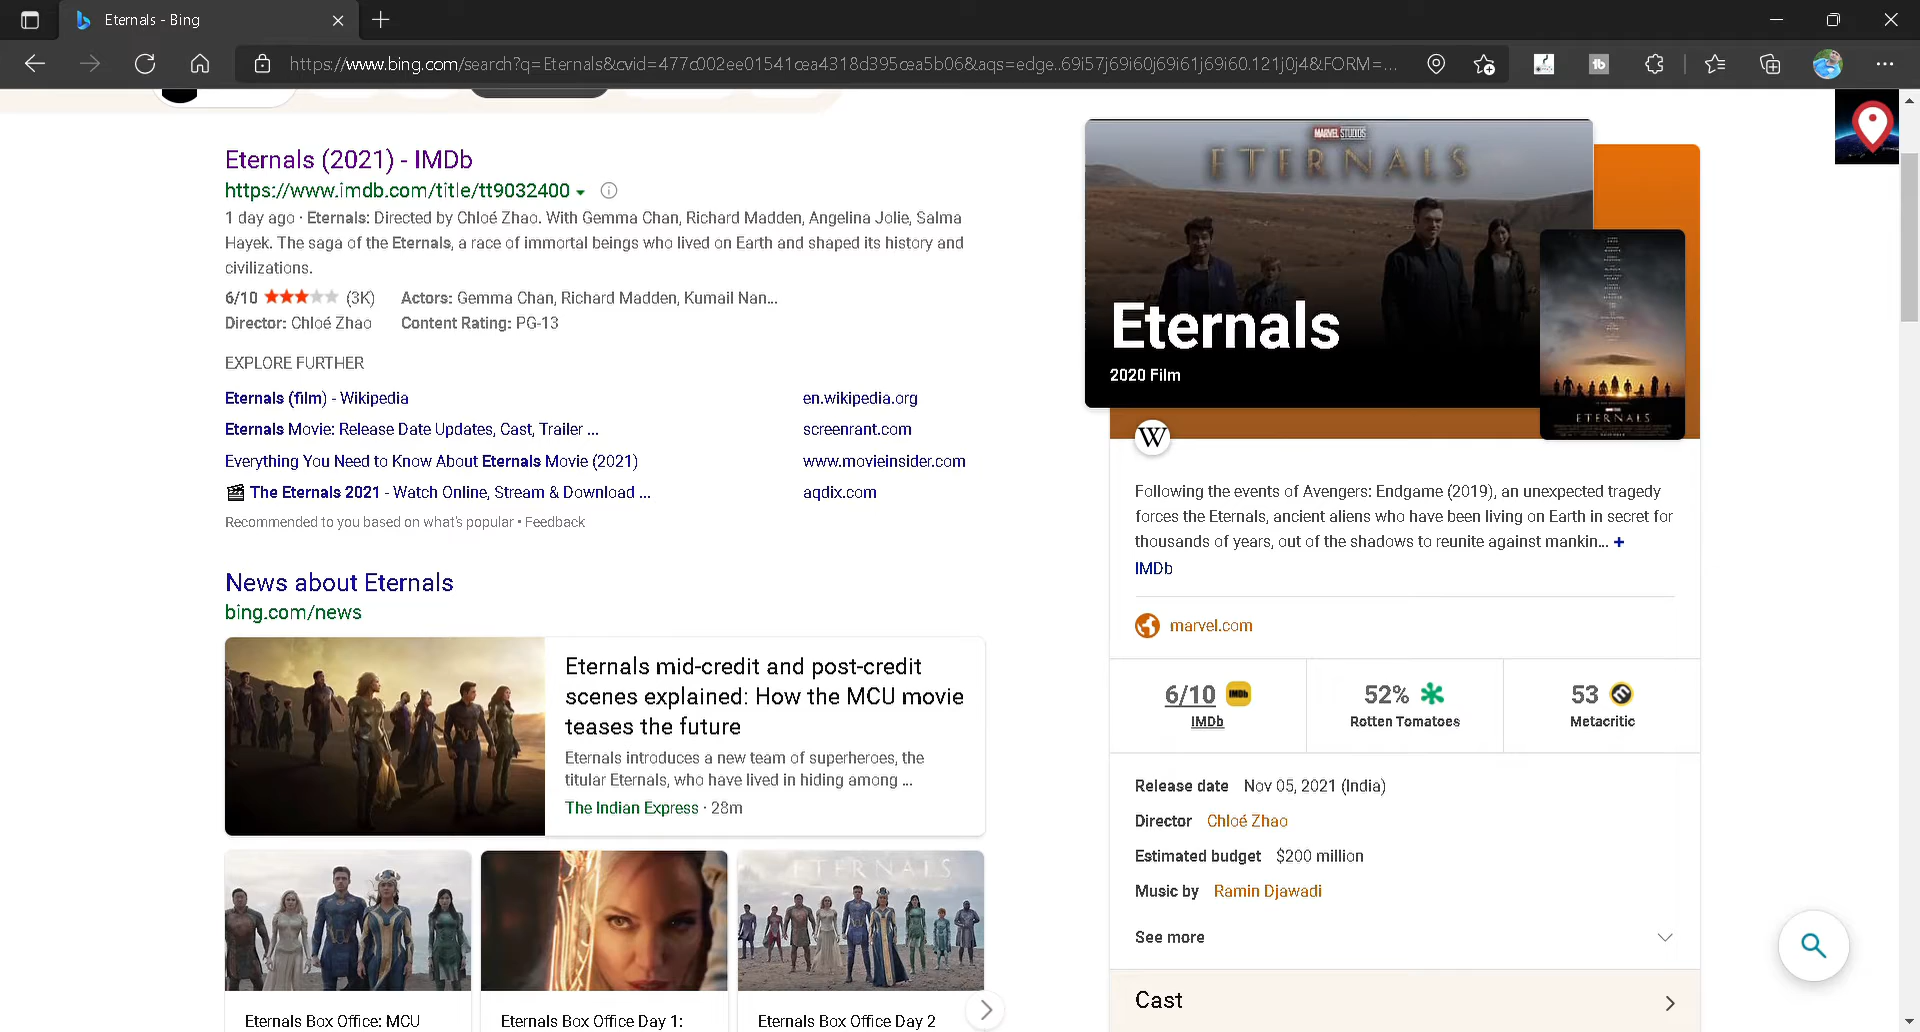 Eternals - Bing
https://www.bing.com/search?q=Eternals&cvid=477c002ee01541cea4318d395cea5b06&aqs=edge..69i57j69i60j69i61j69i60.121j0j4&FORM=...
Eternals (2021) - IMDb
https://www.imdb.com/title/tt9032400
1 day ago · Eternals: Directed by Chloé Zhao. With Gemma Chan, Richard Madden, Angelina Jolie, Salma
Hayek. The saga of the Eternals, a race of immortal beings who lived on Earth and shaped its history and
civilizations.
6/10 (3K) Actors: Gemma Chan, Richard Madden, Kumail Nan...
Director: Chloé Zhao Content Rating: PG-13
EXPLORE FURTHER
Eternals (film) - Wikipedia en.wikipedia.org
Eternals Movie: Release Date Updates, Cast, Trailer ... screenrant.com
Everything You Need to Know About Eternals Movie (2021) www.movieinsider.com
The Eternals 2021 - Watch Online, Stream & Download ... aqdix.com
Recommended to you based on what's popular • Feedback
News about Eternals
bing.com/news
Eternals mid-credit and post-credit
scenes explained: How the MCU movie
teases the future
Eternals introduces a new team of superheroes, the
titular Eternals, who have lived in hiding among ...
The Indian Express · 28m
ETERNALS
Eternals Box Office: MCU
Eternals Box Office Day 1:
Eternals Box Office Day 2
MARVEL STUDIOS
ETERNALS
Eternals
2020 Film
ETERNALS
W
Following the events of Avengers: Endgame (2019), an unexpected tragedy
forces the Eternals, ancient aliens who have been living on Earth in secret for
thousands of years, out of the shadows to reunite against mankin... +
IMDb
marvel.com
6/10 IMDb
IMDb
52%
Rotten Tomatoes
53
Metacritic
Release date Nov 05, 2021 (India)
Director Chloé Zhao
Estimated budget $200 million
Music by Ramin Djawadi
See more
Cast